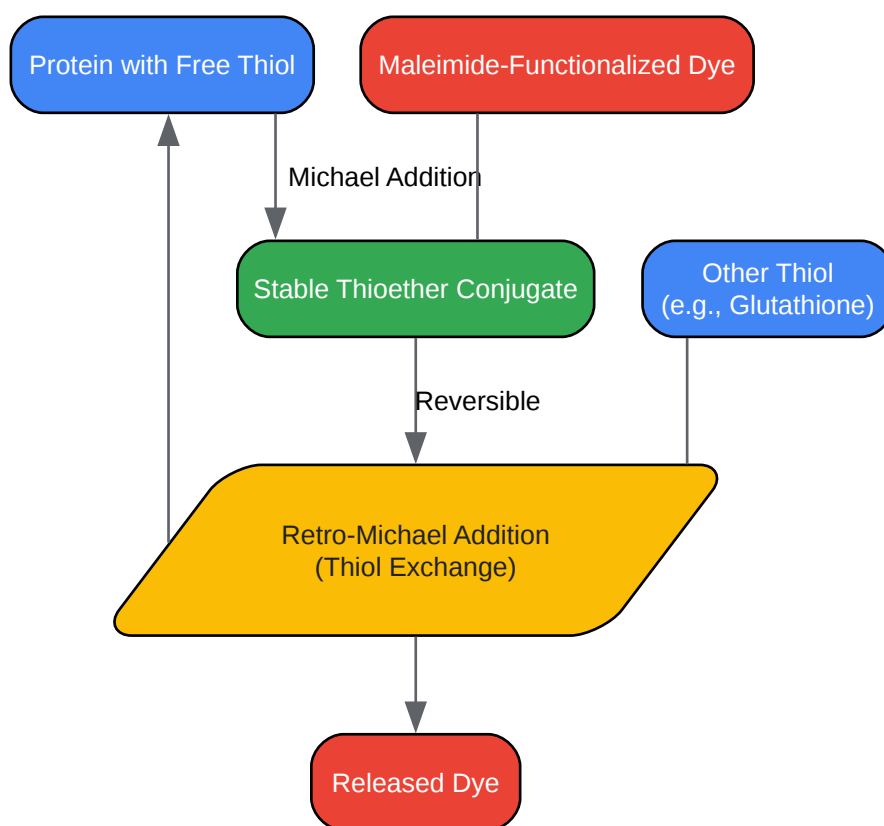 Protein with Free Thiol
Maleimide-Functionalized Dye
Michael Addition
Stable Thioether Conjugate
Other Thiol
(e.g., Glutathione)
Reversible
Retro-Michael Addition
(Thiol Exchange)
Released Dye